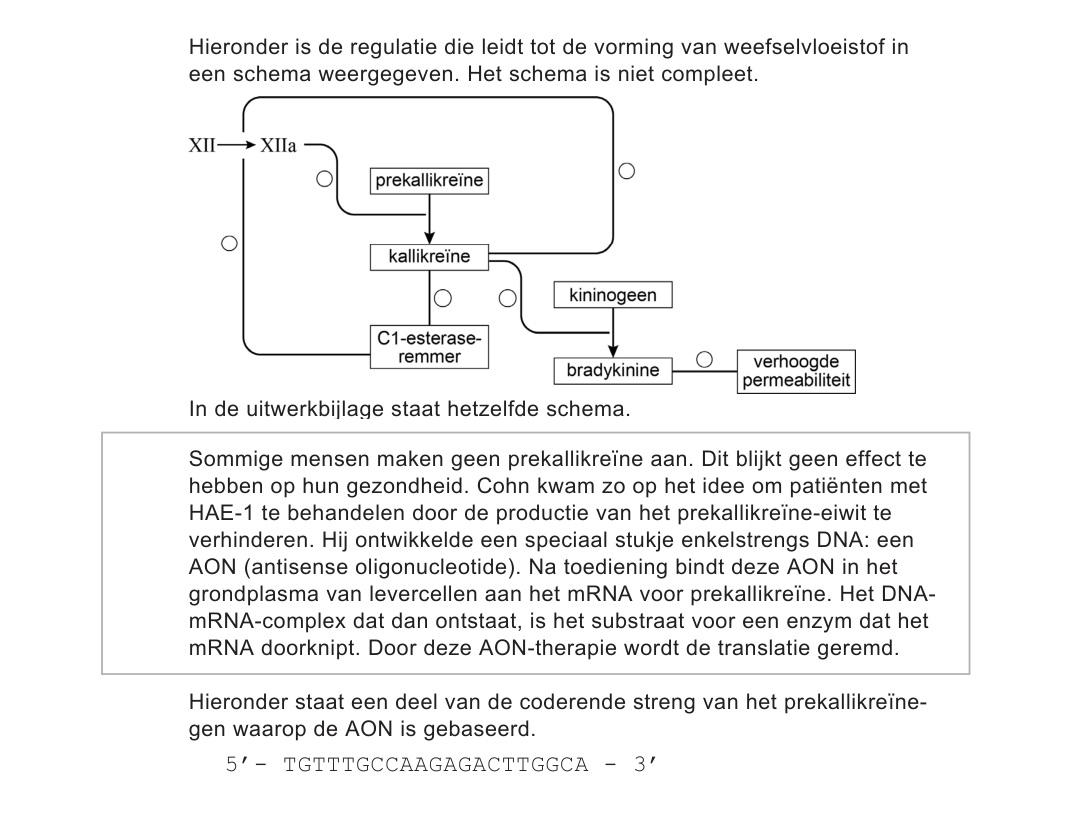 Hieronder is de regulatie die leidt tot de vorming van weefselvloeistof in
een schema weergegeven. Het schema is niet compleet.
XII
XIIa
prekallikreïne
kallikreïne
kininogeen
C1-esterase-
remmer
bradykinine
verhoogde
permeabiliteit
In de uitwerkbijlage staat hetzelfde schema.
Sommige mensen maken geen prekallikreïne aan. Dit blijkt geen effect te
hebben op hun gezondheid. Cohn kwam zo op het idee om patiënten met
HAE-1 te behandelen door de productie van het prekallikreïne-eiwit te
verhinderen. Hij ontwikkelde een speciaal stukje enkelstrengs DNA: een
AON (antisense oligonucleotide). Na toediening bindt deze AON in het
grondplasma van levercellen aan het mRNA voor prekallikreïne. Het DNA-
mRNA-complex dat dan ontstaat, is het substraat voor een enzym dat het
mRNA doorknipt. Door deze AON-therapie wordt de translatie geremd.
Hieronder staat een deel van de coderende streng van het prekallikreïne-
gen waarop de AON is gebaseerd.
5′- TGTTTGCCAAGAGACTTGGCA - 3′